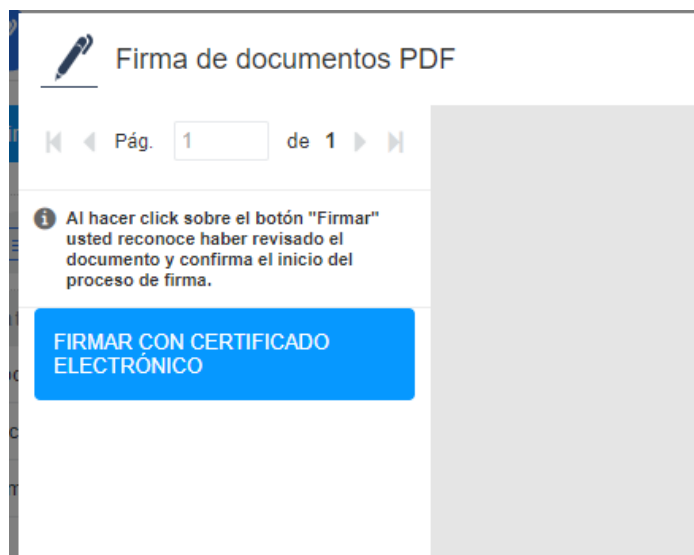 Firma de documentos PDF
Pág. 1 de 1
Al hacer click sobre el botón "Firmar"
usted reconoce haber revisado el
documento y confirma el inicio del
proceso de firma.
FIRMAR CON CERTIFICADO
ELECTRÓNICO